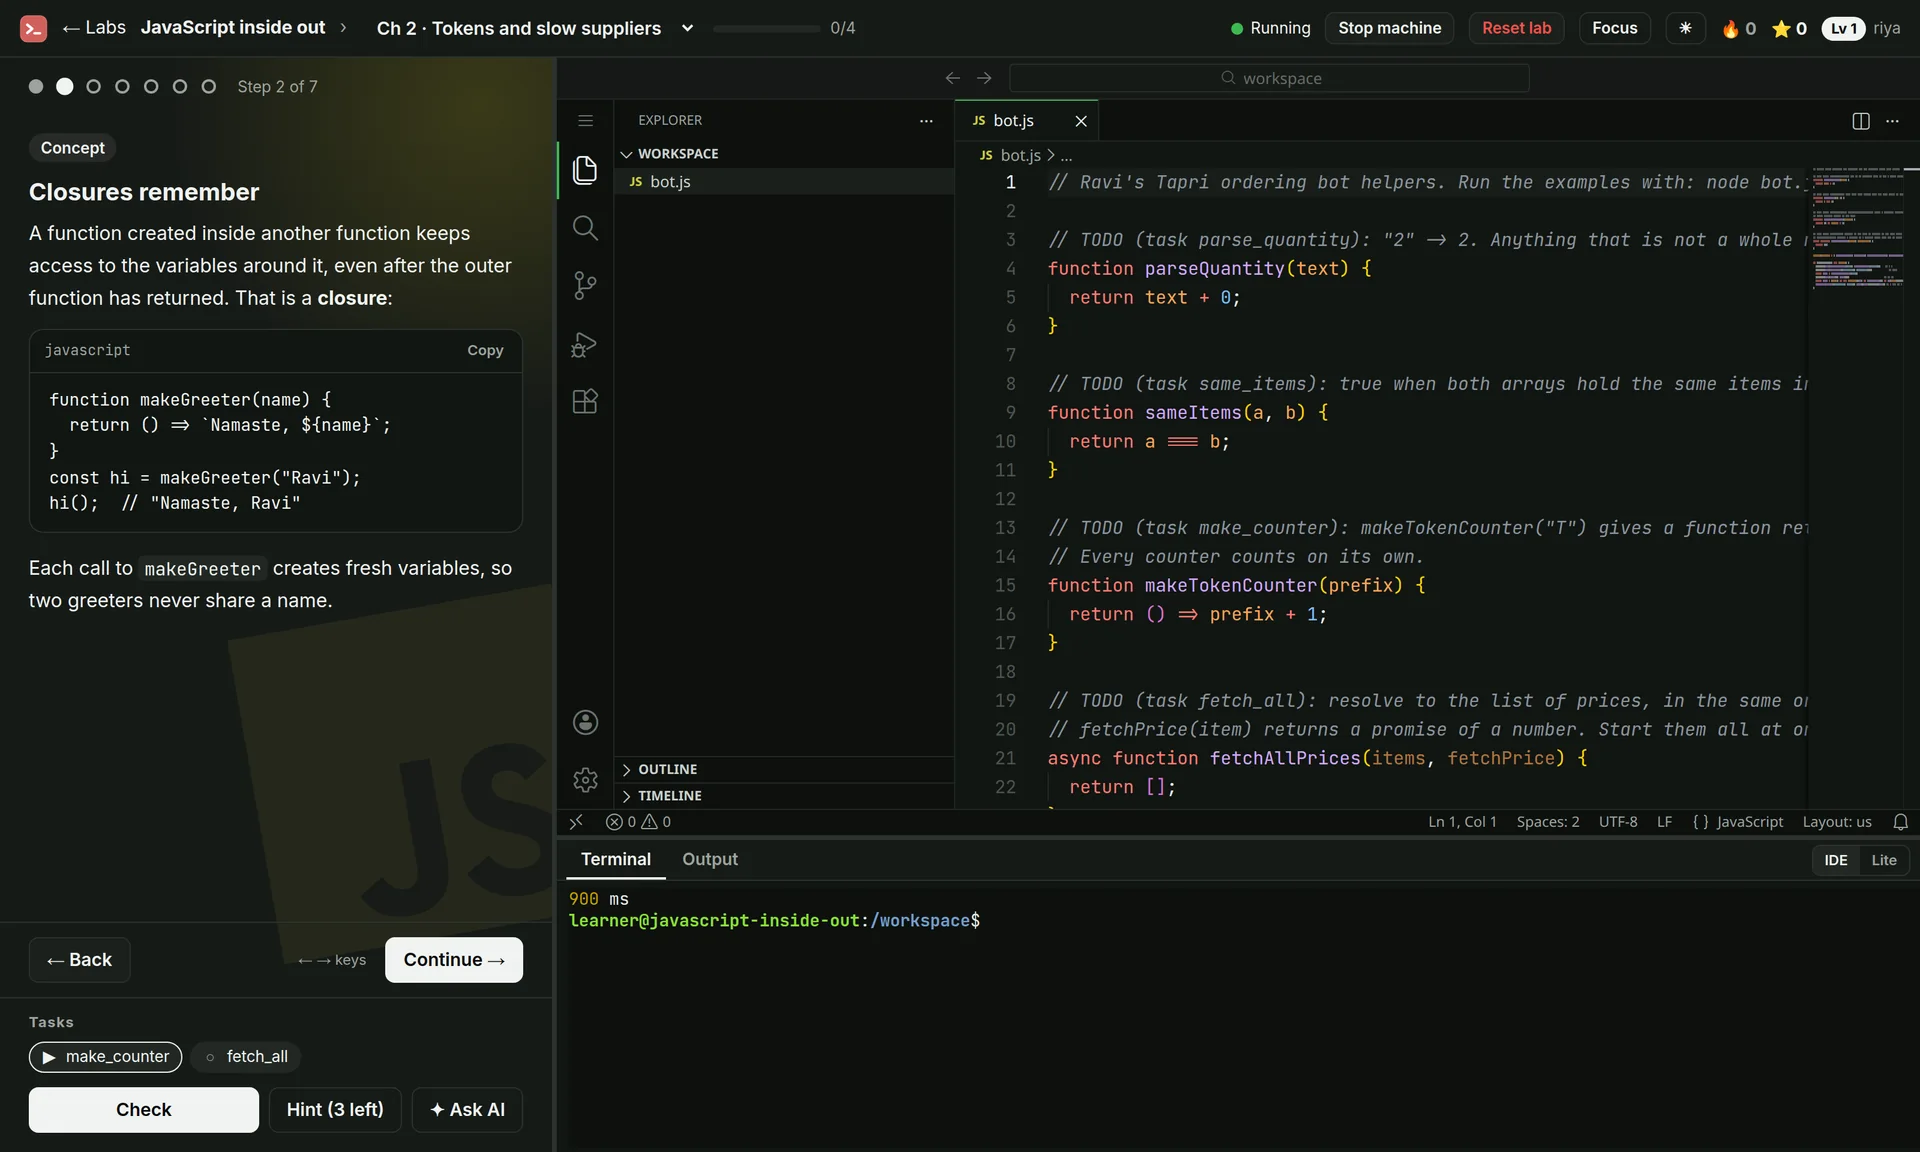 ← Labs JavaScript inside out › Ch 2 · Tokens and slow suppliers 0/4 Running Stop machine Reset lab Focus 0 0 Lv 1 riya
Step 2 of 7
Concept
Closures remember
A function created inside another function keeps
access to the variables around it, even after the outer
function has returned. That is a closure:
javascript Copy
function makeGreeter(name) {
  return () => `Namaste, ${name}`;
}
const hi = makeGreeter("Ravi");
hi();  // "Namaste, Ravi"
Each call to makeGreeter creates fresh variables, so
two greeters never share a name.
← Back ← → keys Continue →
Tasks
▶ make_counter ○ fetch_all
Check Hint (3 left) ✦ Ask AI
workspace
EXPLORER ···
WORKSPACE
JS bot.js
OUTLINE
TIMELINE
JS bot.js
JS bot.js > ...
1 // Ravi's Tapri ordering bot helpers. Run the examples with: node bot.
2
3 // TODO (task parse_quantity): "2" -> 2. Anything that is not a whole
4 function parseQuantity(text) {
5   return text + 0;
6 }
7
8 // TODO (task same_items): true when both arrays hold the same items i
9 function sameItems(a, b) {
10   return a === b;
11 }
12
13 // TODO (task make_counter): makeTokenCounter("T") gives a function re
14 // Every counter counts on its own.
15 function makeTokenCounter(prefix) {
16   return () => prefix + 1;
17 }
18
19 // TODO (task fetch_all): resolve to the list of prices, in the same o
20 // fetchPrice(item) returns a promise of a number. Start them all at o
21 async function fetchAllPrices(items, fetchPrice) {
22   return [];
0 0 Ln 1, Col 1 Spaces: 2 UTF-8 LF { } JavaScript Layout: us
Terminal Output IDE Lite
900 ms
learner@javascript-inside-out:/workspace$
JS